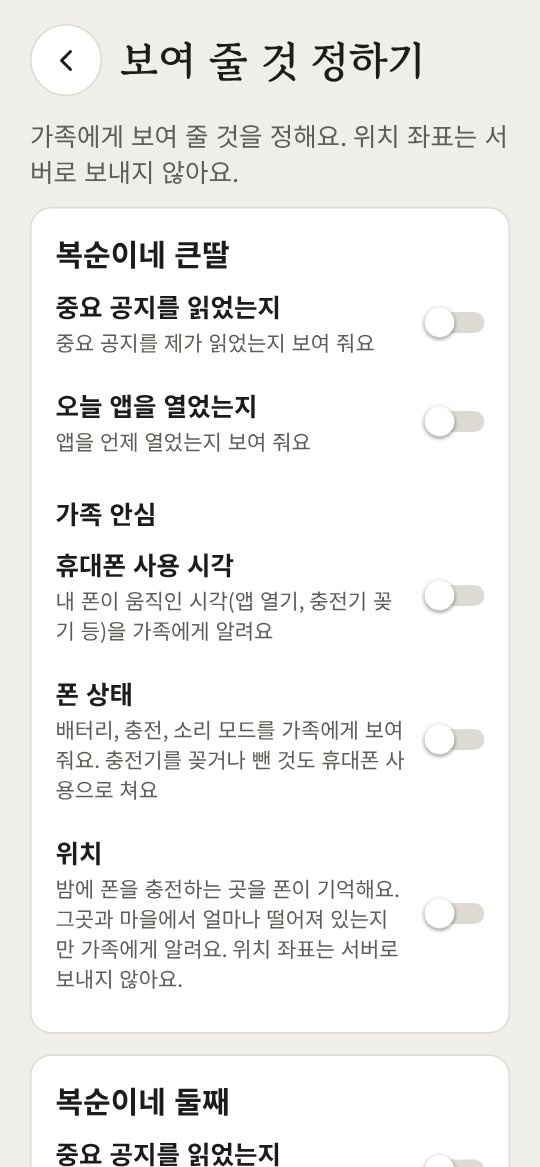 보여 줄 것 정하기
가족에게 보여 줄 것을 정해요. 위치 좌표는 서
버로 보내지 않아요.
복순이네 큰딸
중요 공지를 읽었는지
중요 공지를 제가 읽었는지 보여 줘요
오늘 앱을 열었는지
앱을 언제 열었는지 보여 줘요
가족 안심
휴대폰 사용 시각
내 폰이 움직인 시각(앱 열기, 충전기 꽂
기 등)을 가족에게 알려요
폰 상태
배터리, 충전, 소리 모드를 가족에게 보여
줘요. 충전기를 꽂거나 뺀 것도 휴대폰 사
용으로 쳐요
위치
밤에 폰을 충전하는 곳을 폰이 기억해요.
그곳과 마을에서 얼마나 떨어져 있는지
만 가족에게 알려요. 위치 좌표는 서버로
보내지 않아요.
복순이네 둘째
중요 공지를 읽었는지